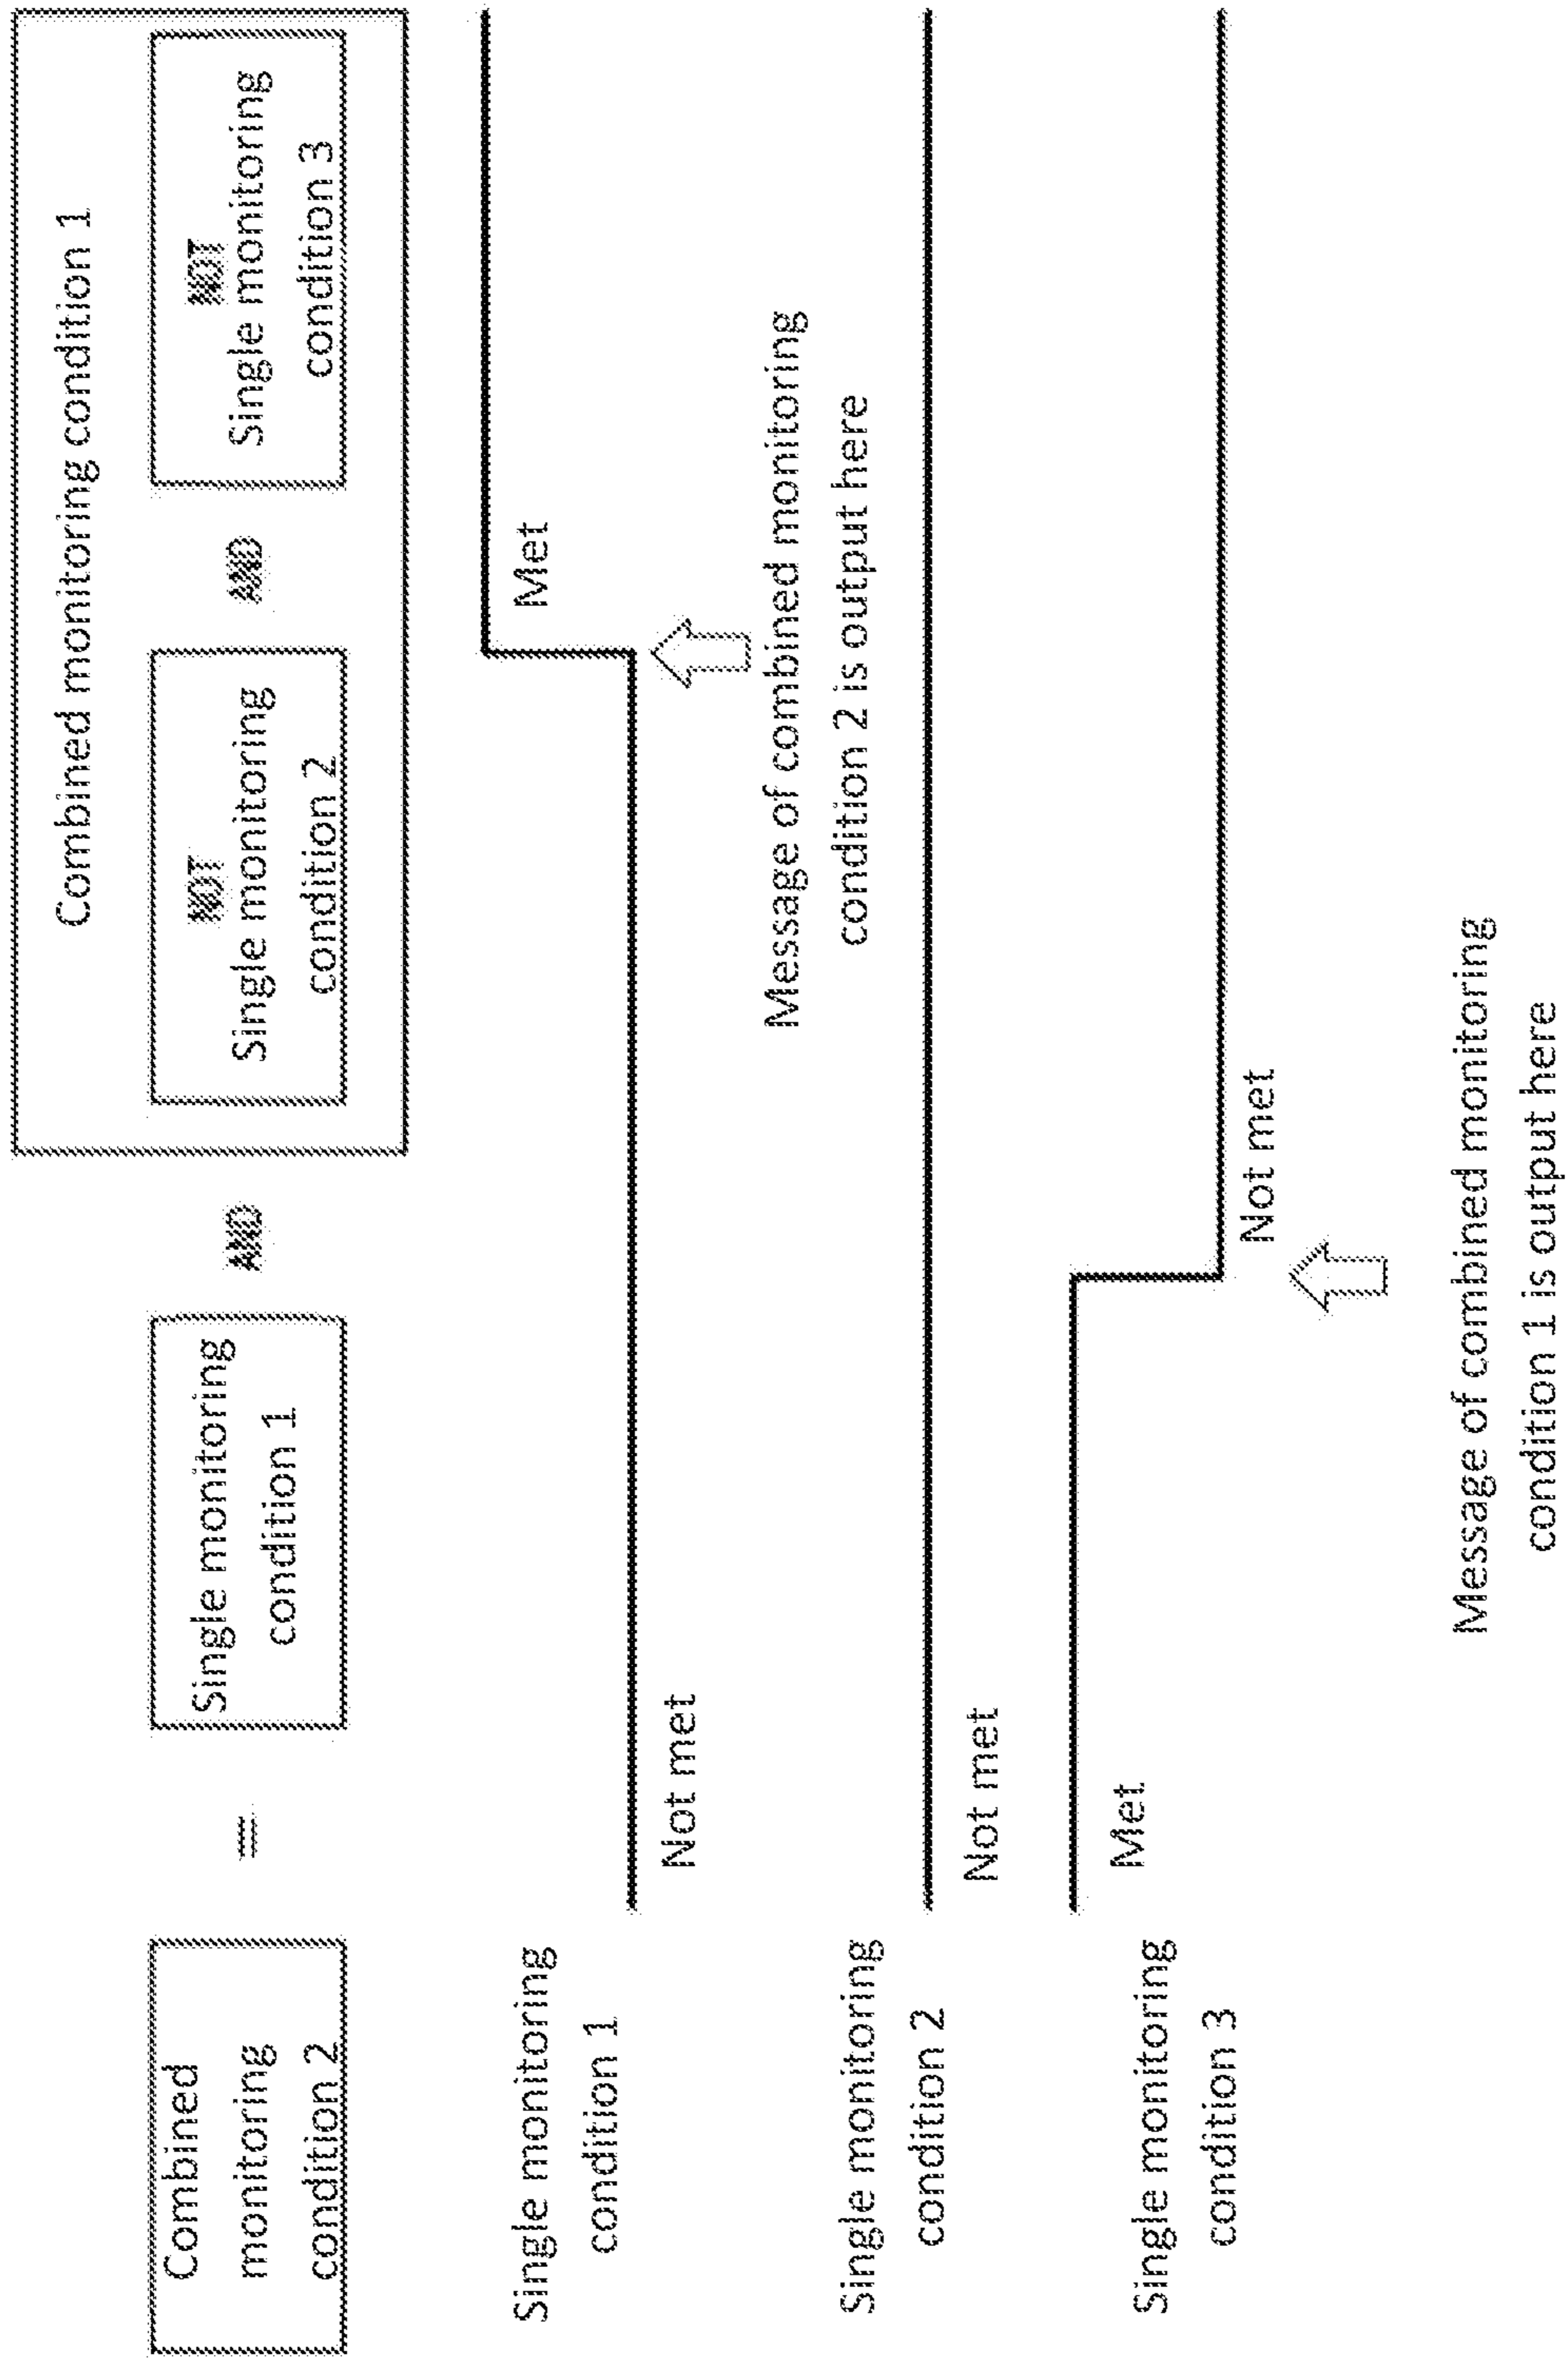 Combined monitoring condition 1
Combined
monitoring
condition 2
=
Single monitoring
condition 1
AND
NOT
Single monitoring
condition 2
AND
NOT
Single monitoring
condition 3
Single monitoring
condition 1
Not met
Met
Message of combined monitoring
condition 2 is output here
Single monitoring
condition 2
Not met
Single monitoring
condition 3
Met
Not met
Message of combined monitoring
condition 1 is output here